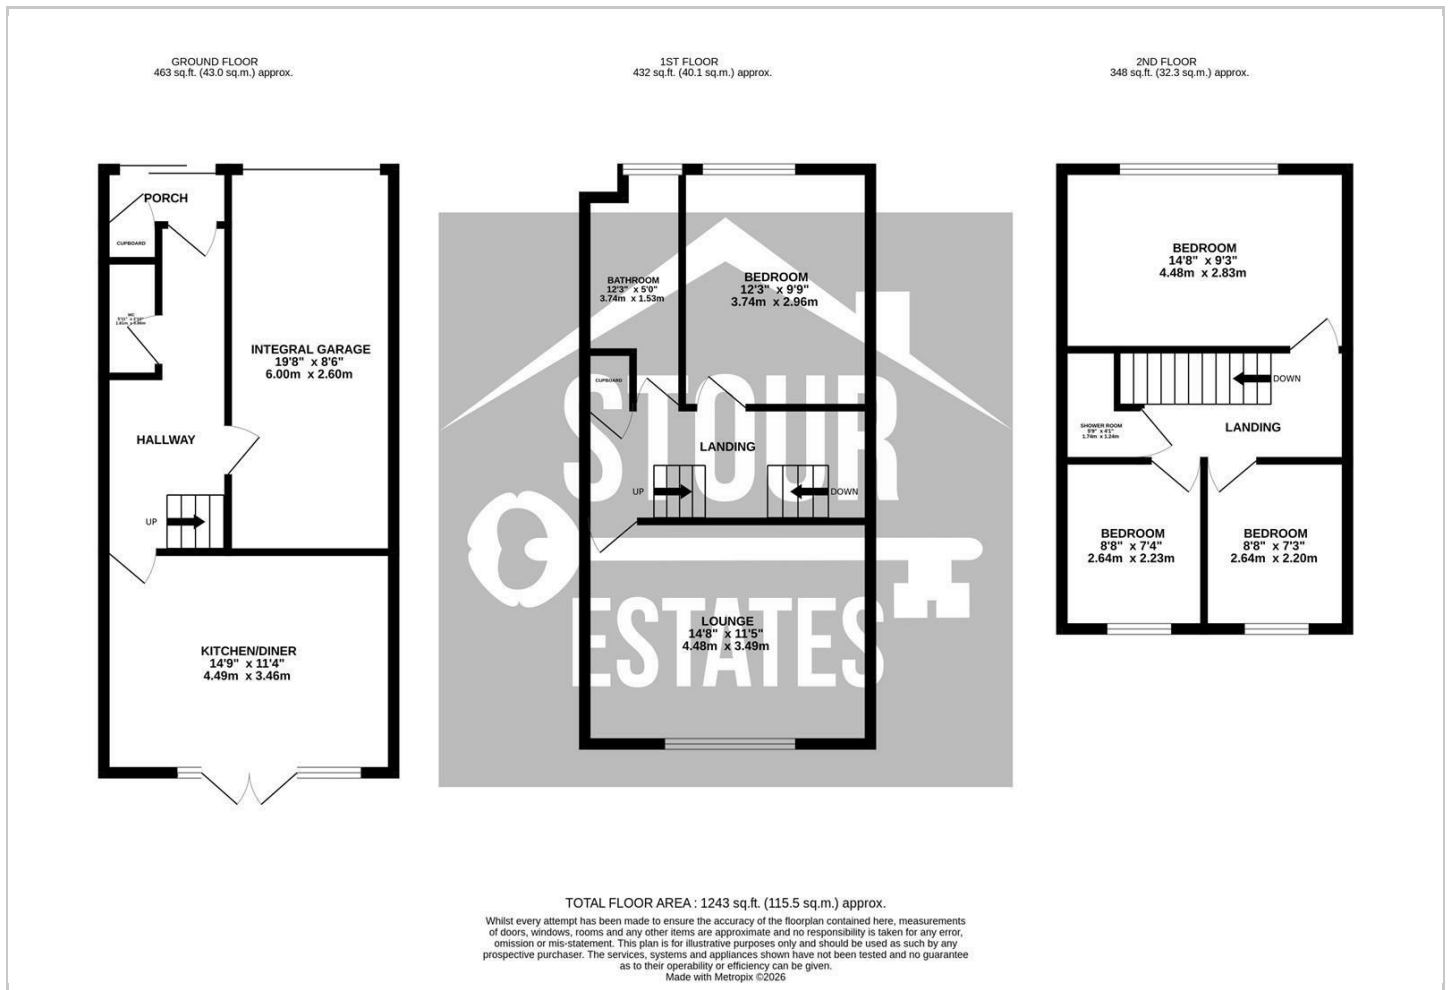 GROUND FLOOR
463 sq.ft. (43.0 sq.m.) approx.
1ST FLOOR
432 sq.ft. (40.1 sq.m.) approx.
2ND FLOOR
348 sq.ft. (32.3 sq.m.) approx.
PORCH
CUPBOARD
WC
INTEGRAL GARAGE
19'8" x 8'6"
6.00m x 2.60m
HALLWAY
UP
KITCHEN/DINER
14'9" x 11'4"
4.49m x 3.46m
BATHROOM
12'3" x 5'0"
3.74m x 1.53m
BEDROOM
12'3" x 9'9"
3.74m x 2.96m
CUPBOARD
LANDING
UP
DOWN
LOUNGE
14'8" x 11'5"
4.48m x 3.49m
STOUR
ESTATES
BEDROOM
14'8" x 9'3"
4.48m x 2.83m
DOWN
SHOWER ROOM
5'9" x 4'1"
1.74m x 1.24m
LANDING
BEDROOM
8'8" x 7'4"
2.64m x 2.23m
BEDROOM
8'8" x 7'3"
2.64m x 2.20m
TOTAL FLOOR AREA : 1243 sq.ft. (115.5 sq.m.) approx.
Whilst every attempt has been made to ensure the accuracy of the floorplan contained here, measurements
of doors, windows, rooms and any other items are approximate and no responsibility is taken for any error,
omission or mis-statement. This plan is for illustrative purposes only and should be used as such by any
prospective purchaser. The services, systems and appliances shown have not been tested and no guarantee
as to their operability or efficiency can be given.
Made with Metropix ©2026